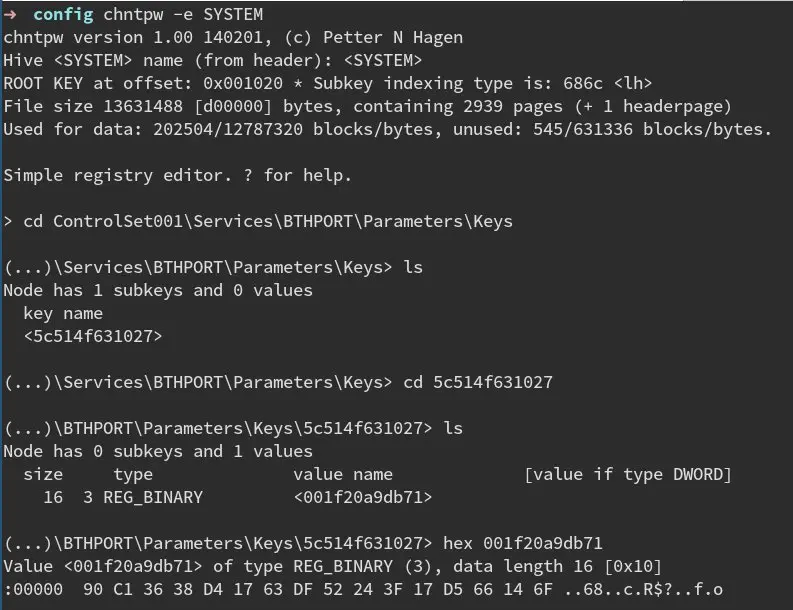 → config chntpw -e SYSTEM
chntpw version 1.00 140201, (c) Petter N Hagen
Hive <SYSTEM> name (from header): <SYSTEM>
ROOT KEY at offset: 0x001020 * Subkey indexing type is: 686c <lh>
File size 13631488 [d00000] bytes, containing 2939 pages (+ 1 headerpage)
Used for data: 202504/12787320 blocks/bytes, unused: 545/631336 blocks/bytes.
Simple registry editor. ? for help.
> cd ControlSet001\Services\BTHPORT\Parameters\Keys
(...)\Services\BTHPORT\Parameters\Keys> ls
Node has 1 subkeys and 0 values
key name
<5c514f631027>
(...)\Services\BTHPORT\Parameters\Keys> cd 5c514f631027
(...)\BTHPORT\Parameters\Keys\5c514f631027> ls
Node has 0 subkeys and 1 values
size type value name [value if type DWORD]
16 3 REG_BINARY <001f20a9db71>
(...)\BTHPORT\Parameters\Keys\5c514f631027> hex 001f20a9db71
Value <001f20a9db71> of type REG_BINARY (3), data length 16 [0x10]
:00000 90 C1 36 38 D4 17 63 DF 52 24 3F 17 D5 66 14 6F ..68..c.R$?..f.o